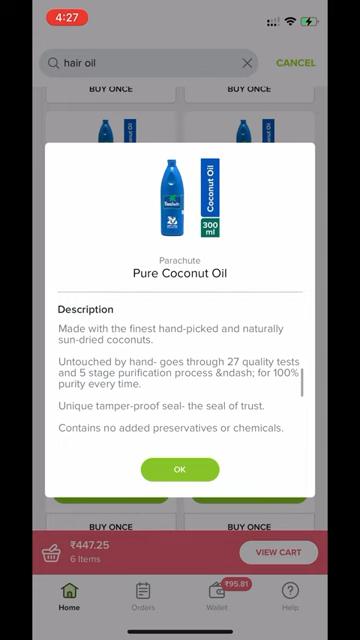 4:27
hair oil
CANCEL
BUY ONCE
BUY ONCE
Parachute
Coconut Oil
300
ml
Parachute
Pure Coconut Oil
Description
Made with the finest hand-picked and naturally
sun-dried coconuts.
Untouched by hand- goes through 27 quality tests
and 5 stage purification process &ndash; for 100%
purity every time.
Unique tamper-proof seal- the seal of trust.
Contains no added preservatives or chemicals.
OK
BUY ONCE
BUY ONCE
₹447.25
6 Items
VIEW CART
₹95.81
Home
Orders
Wallet
Help